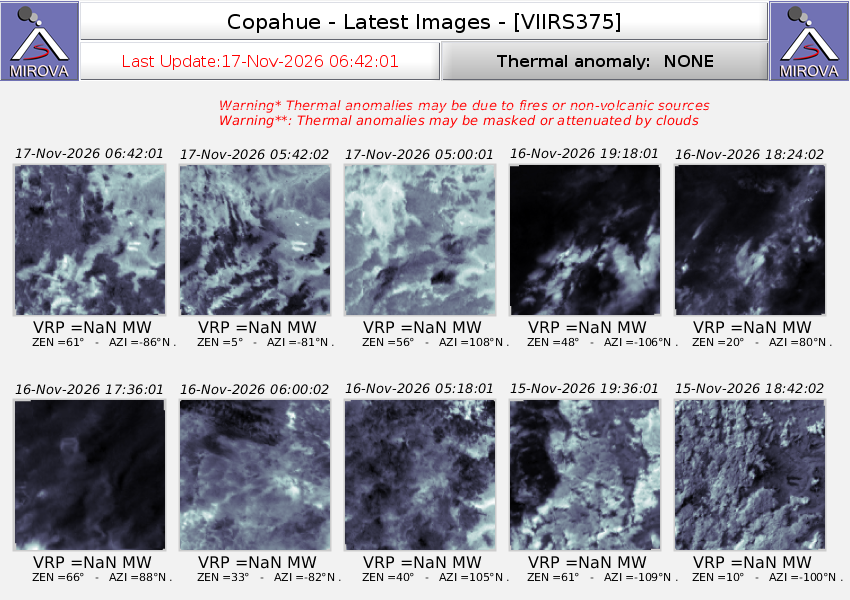 Copahue - Latest Images - [VIIRS375]
MIROVA
Last Update:17-Nov-2026 06:42:01
Thermal anomaly: NONE
MIROVA
Warning* Thermal anomalies may be due to fires or non-volcanic sources
Warning**: Thermal anomalies may be masked or attenuated by clouds
17-Nov-2026 06:42:01
17-Nov-2026 05:42:02
17-Nov-2026 05:00:01
16-Nov-2026 19:18:01
16-Nov-2026 18:24:02
VRP =NaN MW
VRP =NaN MW
VRP =NaN MW
VRP =NaN MW
VRP =NaN MW
ZEN =61° - AZI =-86°N .
ZEN =5° - AZI =-81°N .
ZEN =56° - AZI =108°N .
ZEN =48° - AZI =-106°N .
ZEN =20° - AZI =80°N .
16-Nov-2026 17:36:01
16-Nov-2026 06:00:02
16-Nov-2026 05:18:01
15-Nov-2026 19:36:01
15-Nov-2026 18:42:02
VRP =NaN MW
VRP =NaN MW
VRP =NaN MW
VRP =NaN MW
VRP =NaN MW
ZEN =66° - AZI =88°N .
ZEN =33° - AZI =-82°N .
ZEN =40° - AZI =105°N .
ZEN =61° - AZI =-109°N .
ZEN =10° - AZI =-100°N .